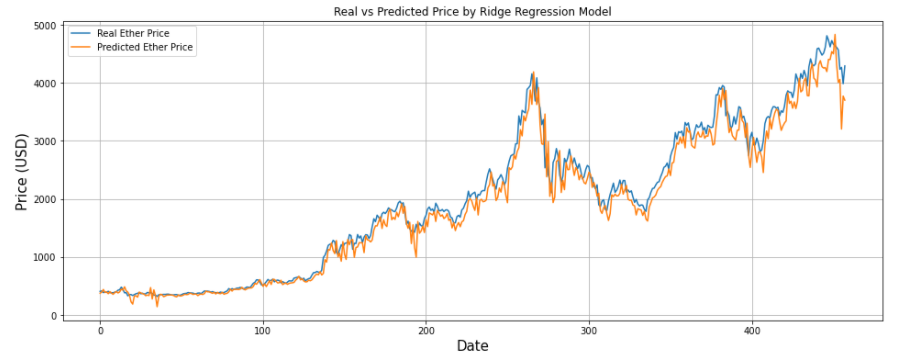 Real vs Predicted Price by Ridge Regression Model
Real Ether Price
Predicted Ether Price
Price (USD)
5000
4000
3000
2000
1000
0
0 100 200 300 400
Date